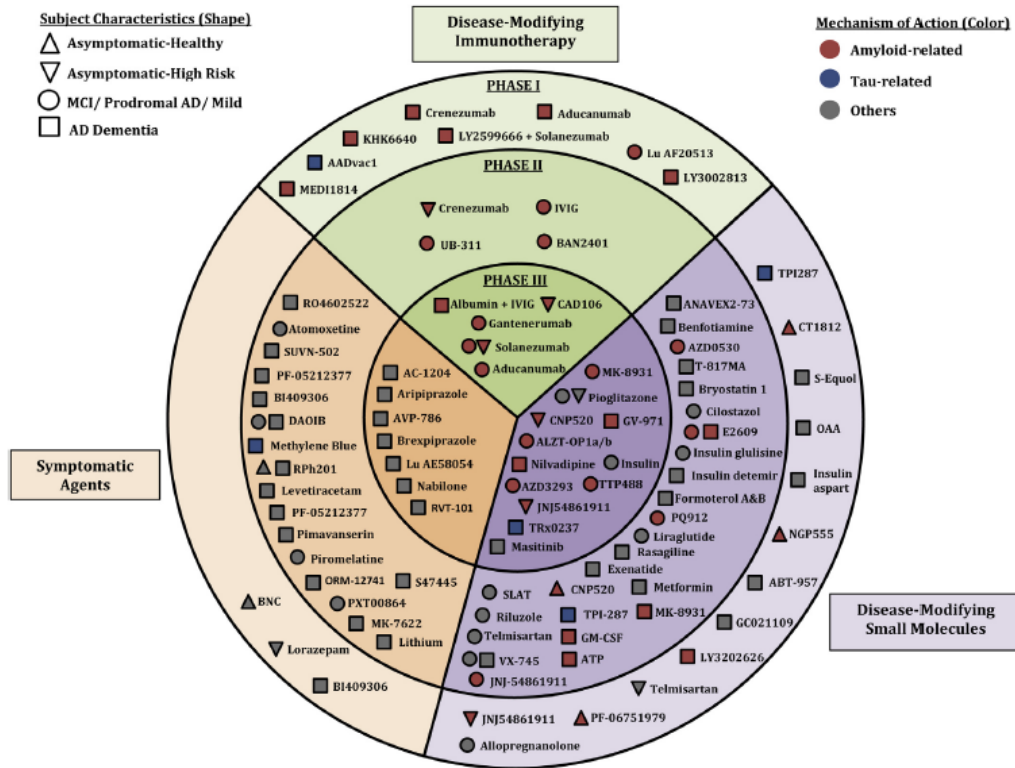 Subject Characteristics (Shape)
Asymptomatic-Healthy
Asymptomatic-High Risk
MCI/ Prodromal AD/ Mild
AD Dementia
Disease-Modifying
Immunotherapy
Mechanism of Action (Color)
Amyloid-related
Tau-related
Others
PHASE I
Crenezumab
Aducanumab
KHK6640
LY2599666 + Solanezumab
AADvac1
Lu AF20513
MEDI1814
LY3002813
PHASE II
Crenezumab
IVIG
UB-311
BAN2401
PHASE III
Albumin + IVIG
CAD106
Gantenerumab
Solanezumab
Aducanumab
Symptomatic
Agents
RO4602522
Atomoxetine
SUVN-502
PF-05212377
BI409306
DAOIB
Methylene Blue
RPh201
Levetiracetam
PF-05212377
Pimavanserin
Piromelatine
ORM-12741
S47445
PXT00864
MK-7622
Lithium
BNC
Lorazepam
BI409306
AC-1204
Aripiprazole
AVP-786
Brexpiprazole
Lu AE58054
Nabilone
RVT-101
MK-8931
Pioglitazone
CNP520
GV-971
ALZT-OP1a/b
Nilvadipine
Insulin
AZD3293
TTP488
JNJ54861911
TRx0237
Masitinib
ANAVEX2-73
Benfotiamine
AZD0530
T-817MA
Bryostatin 1
Cilostazol
E2609
Insulin glulisine
Insulin detemir
Formoterol A&B
PQ912
Liraglutide
Rasagiline
Exenatide
Metformin
SLAT
CNP520
MK-8931
Riluzole
TPI-287
Telmisartan
GM-CSF
VX-745
ATP
JNJ-54861911
TPI287
CT1812
S-Equol
OAA
Insulin
aspart
NGP555
ABT-957
GC021109
LY3202626
Telmisartan
JNJ54861911
PF-06751979
Allopregnanolone
Disease-Modifying
Small Molecules